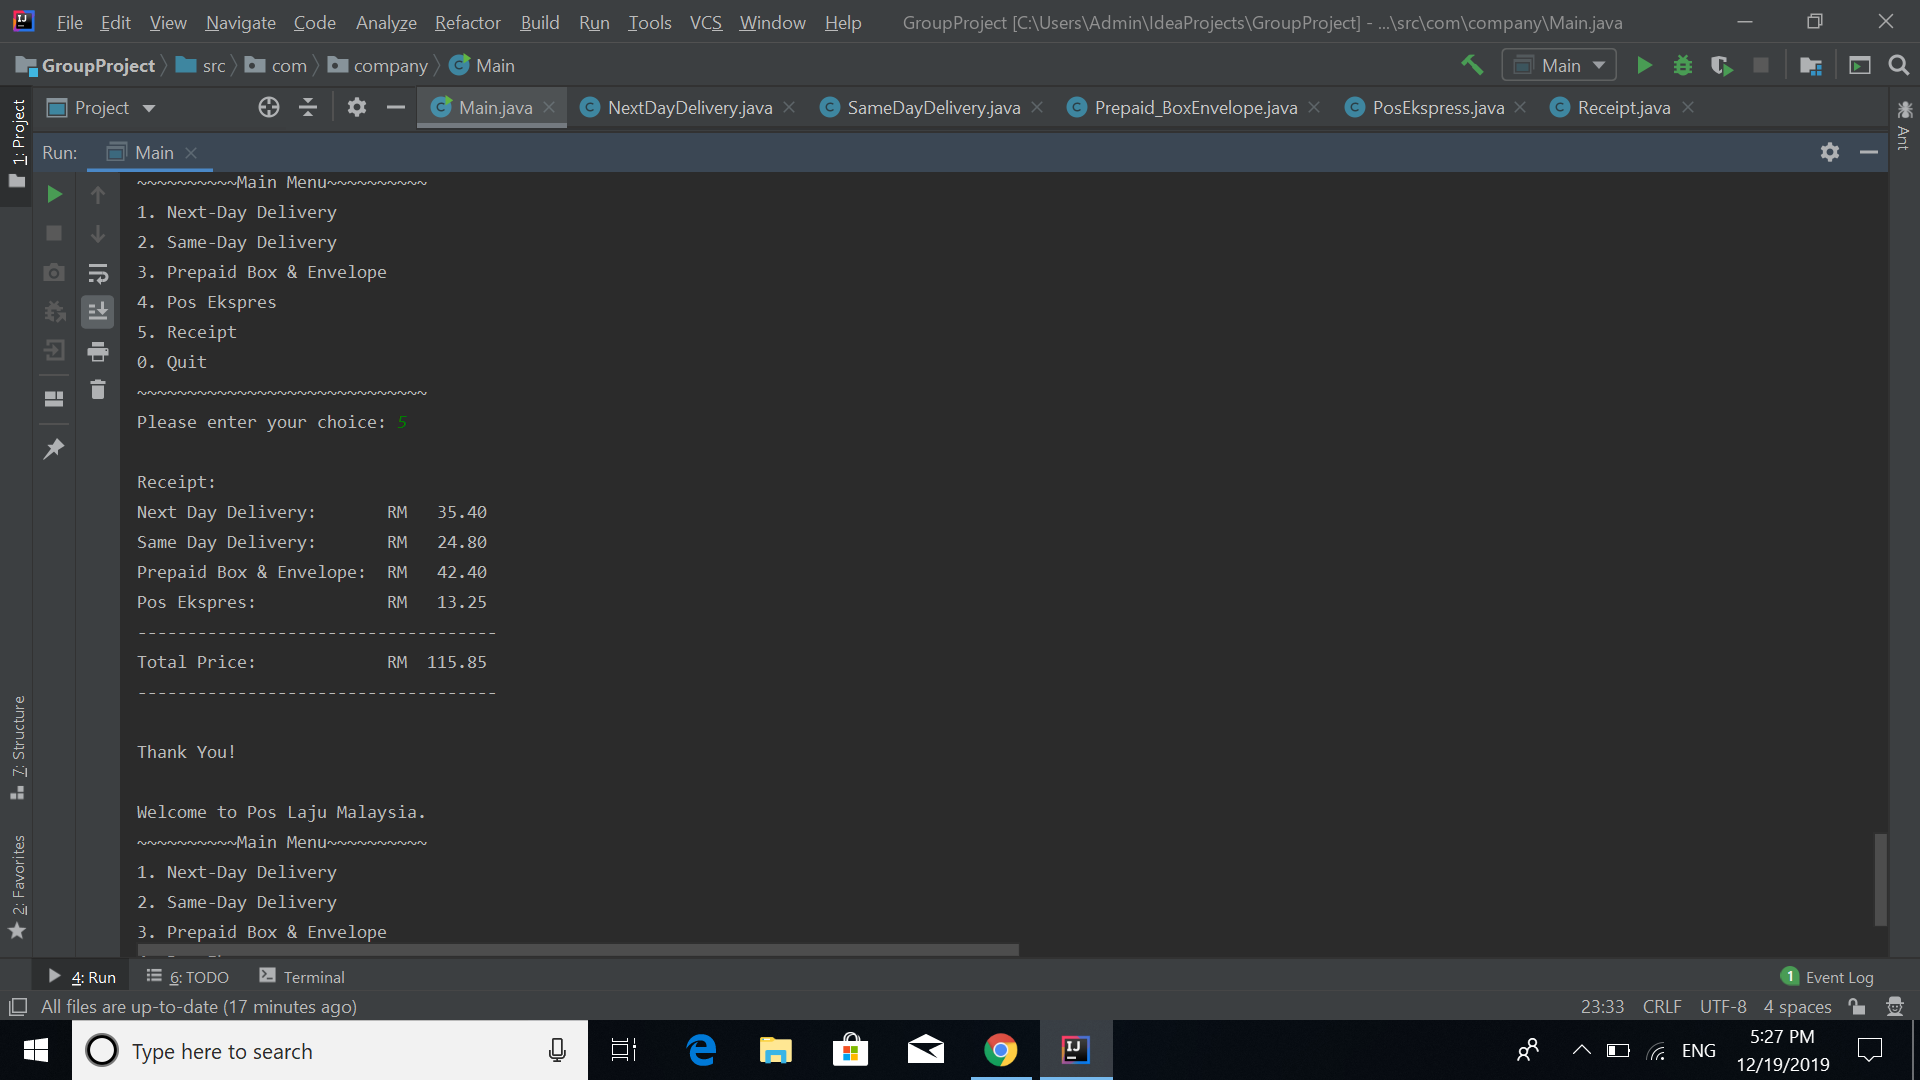 File Edit View Navigate Code Analyze Refactor Build Run Tools VCS Window Help GroupProject [C:\Users\Admin\IdeaProjects\GroupProject] - ...\src\com\company\Main.java
GroupProject src com company Main Main
Project Main.java NextDayDelivery.java SameDayDelivery.java Prepaid_BoxEnvelope.java PosEkspress.java Receipt.java
1: Project
Ant
Run: Main
~~~~~~~~~~Main Menu~~~~~~~~~~
1. Next-Day Delivery
2. Same-Day Delivery
3. Prepaid Box & Envelope
4. Pos Ekspres
5. Receipt
0. Quit
~~~~~~~~~~~~~~~~~~~~~~~~~~~~~
Please enter your choice: 5
Receipt:
Next Day Delivery: RM 35.40
Same Day Delivery: RM 24.80
Prepaid Box & Envelope: RM 42.40
Pos Ekspres: RM 13.25
------------------------------------
Total Price: RM 115.85
------------------------------------
Thank You!
Welcome to Pos Laju Malaysia.
~~~~~~~~~~Main Menu~~~~~~~~~~
1. Next-Day Delivery
2. Same-Day Delivery
3. Prepaid Box & Envelope
7: Structure
2: Favorites
4: Run 6: TODO Terminal 1 Event Log
All files are up-to-date (17 minutes ago) 23:33 CRLF UTF-8 4 spaces
Type here to search ENG 5:27 PM
12/19/2019